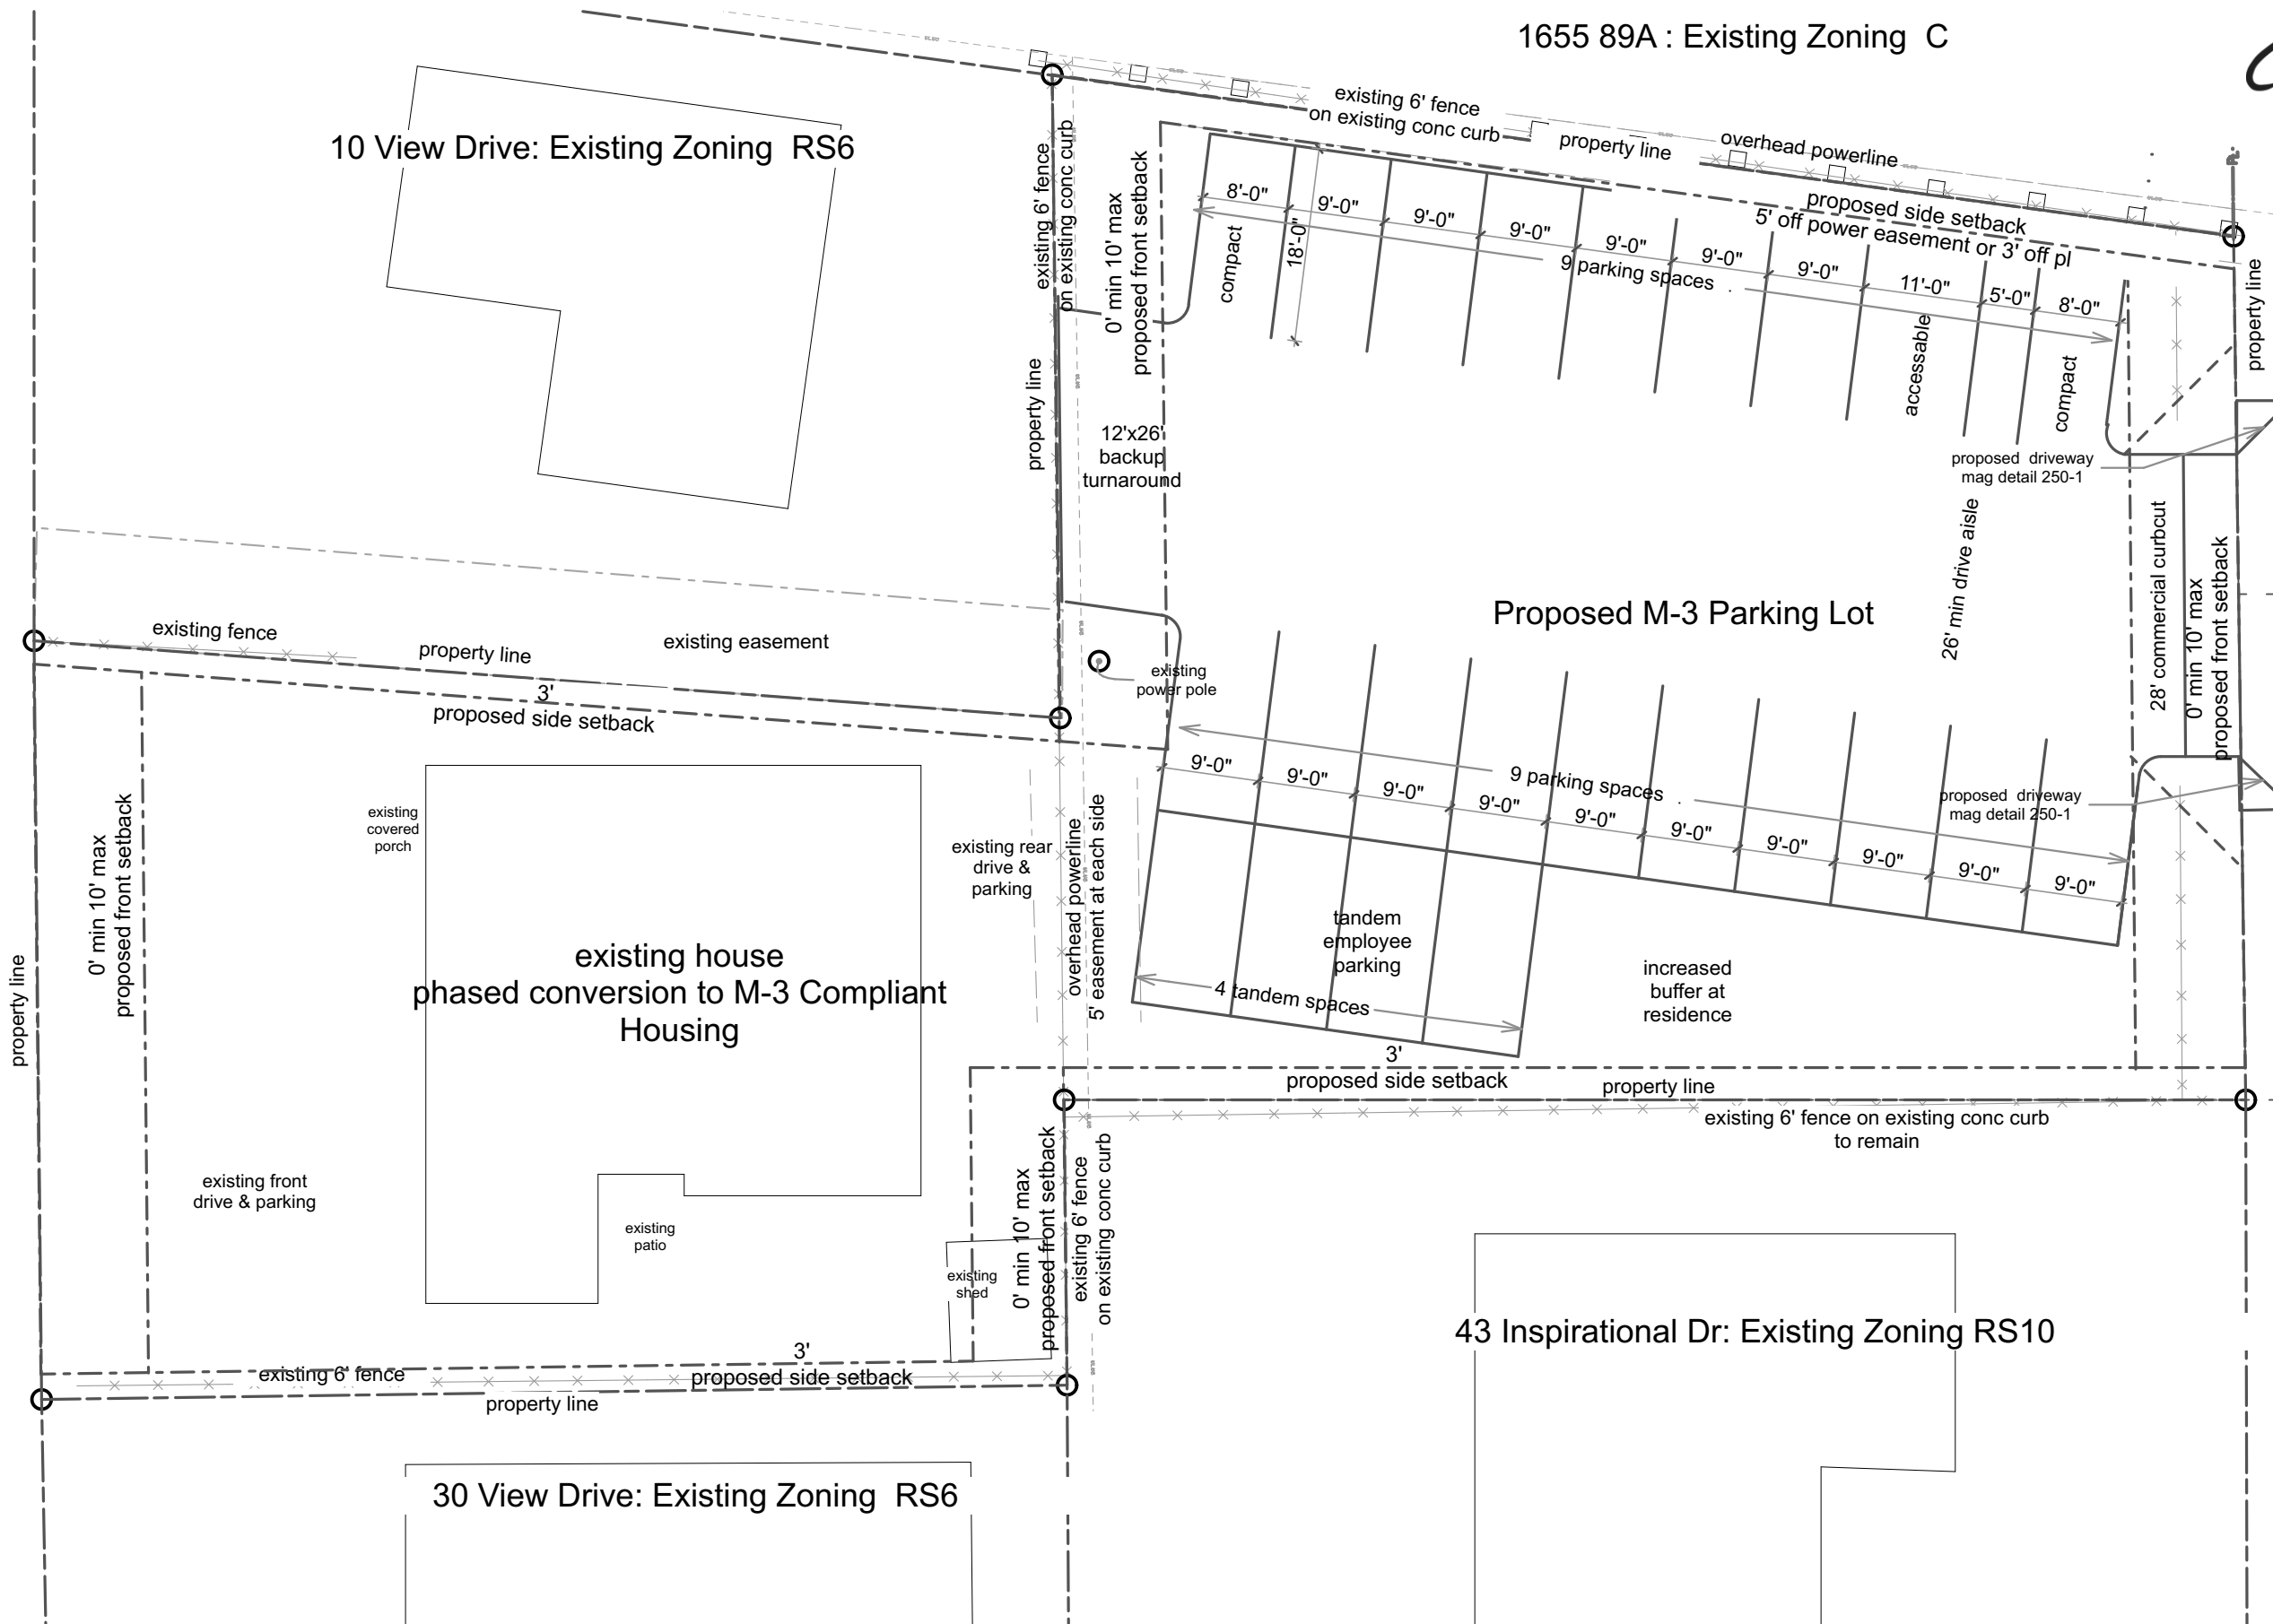 1655 89A : Existing Zoning  C
existing 6' fence
on existing conc curb
property line
overhead powerline
proposed side setback
5' off power easement or 3' off pl
10 View Drive: Existing Zoning  RS6
existing 6' fence
on existing conc curb
0' min 10' max
proposed front setback
property line
8'-0"
9'-0"
9'-0"
9'-0"
9'-0"
9'-0"
9'-0"
11'-0"
5'-0"
8'-0"
18'-0"
9 parking spaces
compact
accessable
compact
property line
12'x26'
backup
turnaround
proposed  driveway
mag detail 250-1
26' min drive aisle
28' commercial curbcut
0' min 10' max
proposed front setback
Proposed M-3 Parking Lot
existing fence
property line
existing easement
3'
proposed side setback
existing
power pole
9'-0"
9'-0"
9'-0"
9'-0"
9'-0"
9'-0"
9'-0"
9'-0"
9'-0"
9'-0"
9 parking spaces
proposed  driveway
mag detail 250-1
existing
covered
porch
0' min 10' max
proposed front setback
property line
existing rear
drive &
parking
overhead powerline
5' easement at each side
existing house
phased conversion to M-3 Compliant
Housing
tandem
employee
parking
4 tandem spaces
increased
buffer at
residence
3'
proposed side setback
property line
existing 6' fence on existing conc curb
to remain
existing front
drive & parking
existing
patio
existing
shed
0' min 10' max
proposed front setback
existing 6' fence
on existing conc curb
43 Inspirational Dr: Existing Zoning RS10
existing 6' fence
3'
proposed side setback
property line
30 View Drive: Existing Zoning  RS6